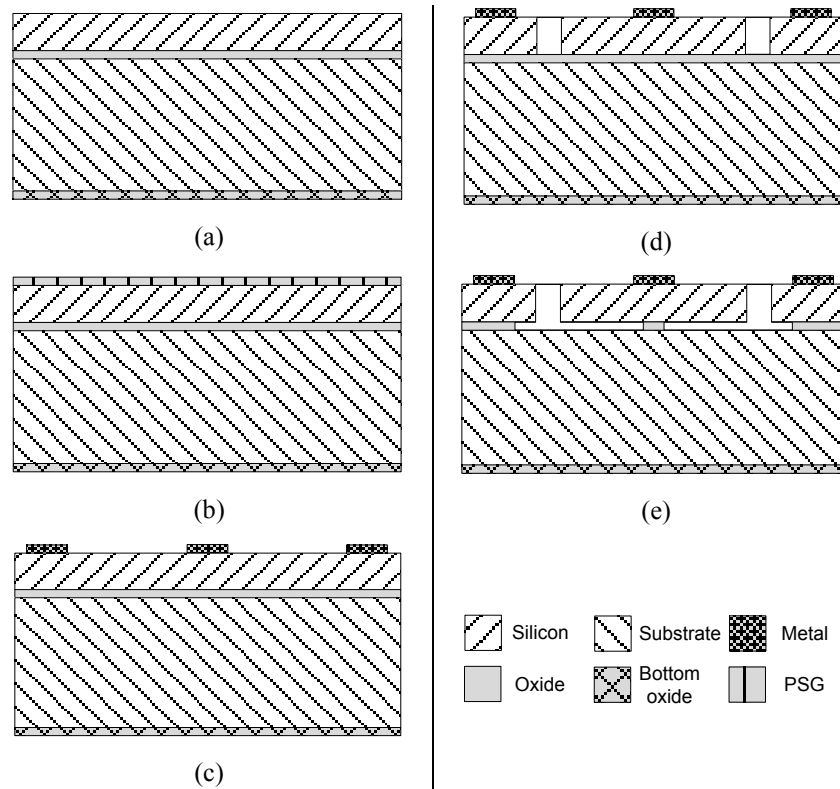 (a)
(b)
(c)
(d)
(e)
Silicon
Substrate
Metal
Oxide
Bottom
oxide
PSG